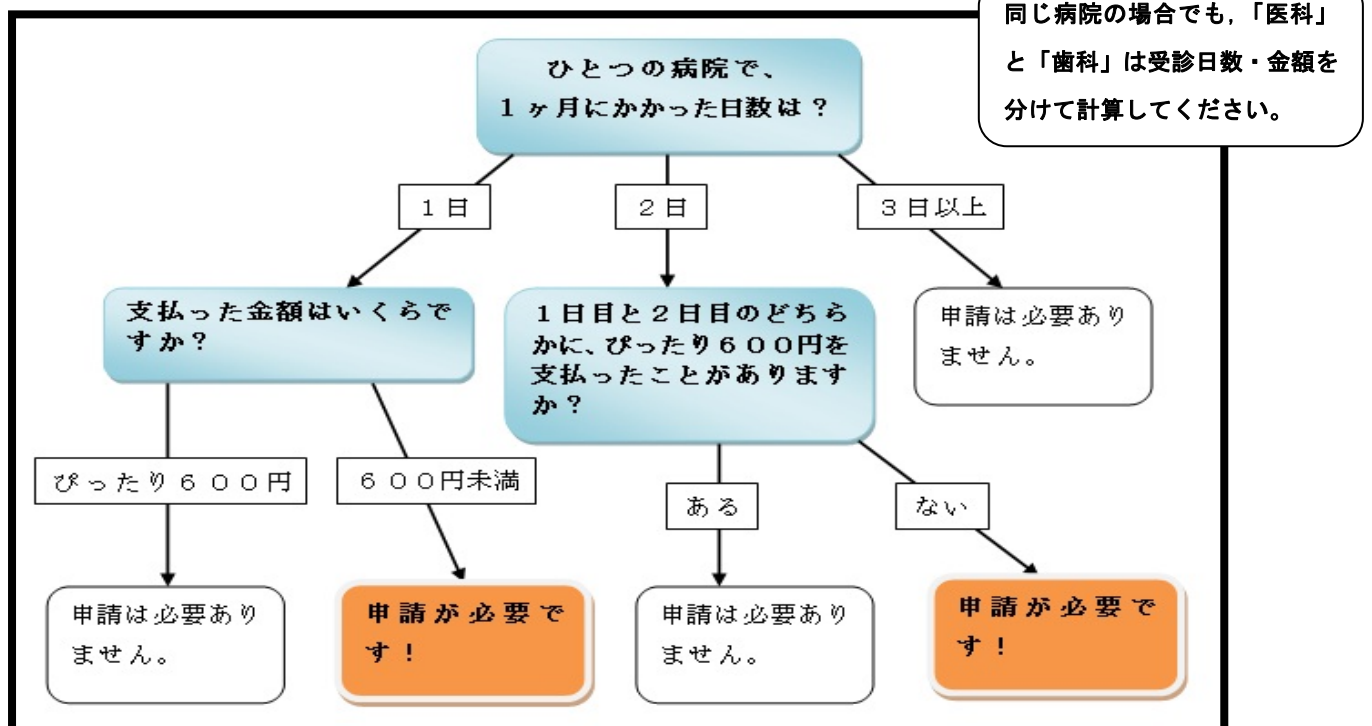 同じ病院の場合でも,「医科」
と「歯科」は受診日数・金額を
分けて計算してください。
ひとつの病院で、
１ヶ月にかかった日数は？
１日
２日
３日以上
支払った金額はいくらで
すか？
１日目と２日目のどちら
かに、ぴったり６００円を
支払ったことがあります
か？
申請は必要あり
ません。
ぴったり６００円
６００円未満
ある
ない
申請は必要あり
ません。
申請が必要で
す！
申請は必要あり
ません。
申請が必要で
す！